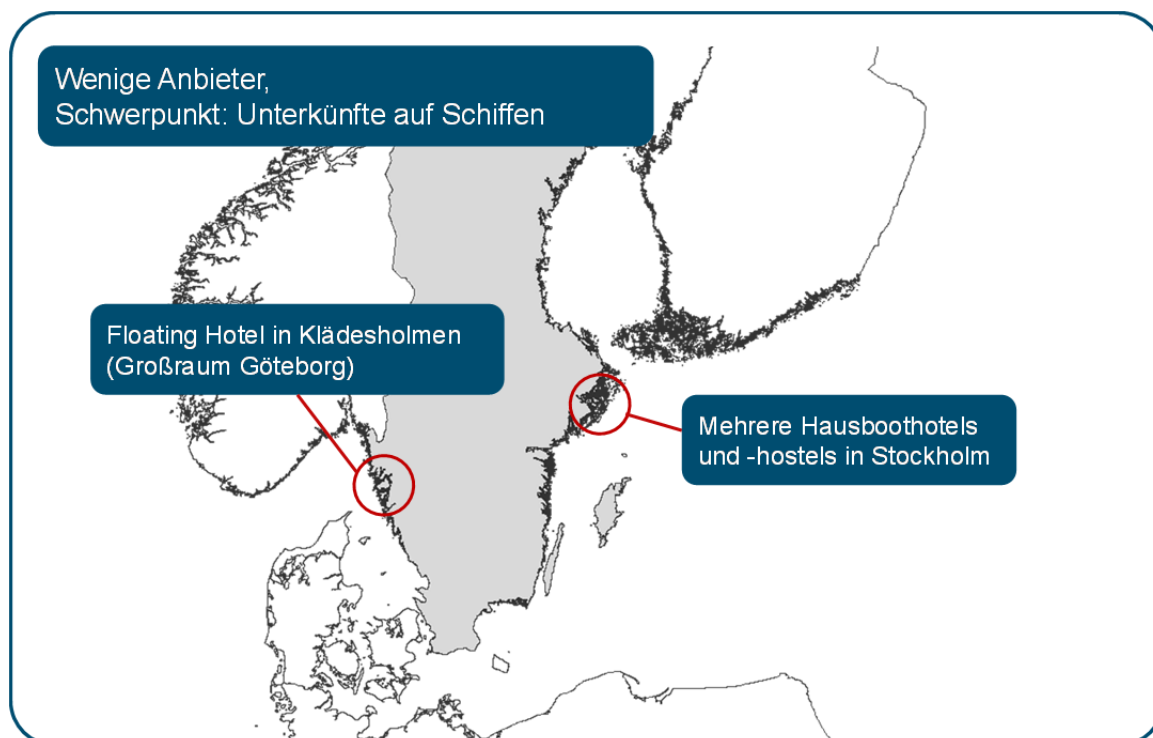 Wenige Anbieter,
Schwerpunkt: Unterkünfte auf Schiffen
Floating Hotel in Klädesholmen
(Großraum Göteborg)
Mehrere Hausboothotels
und -hostels in Stockholm